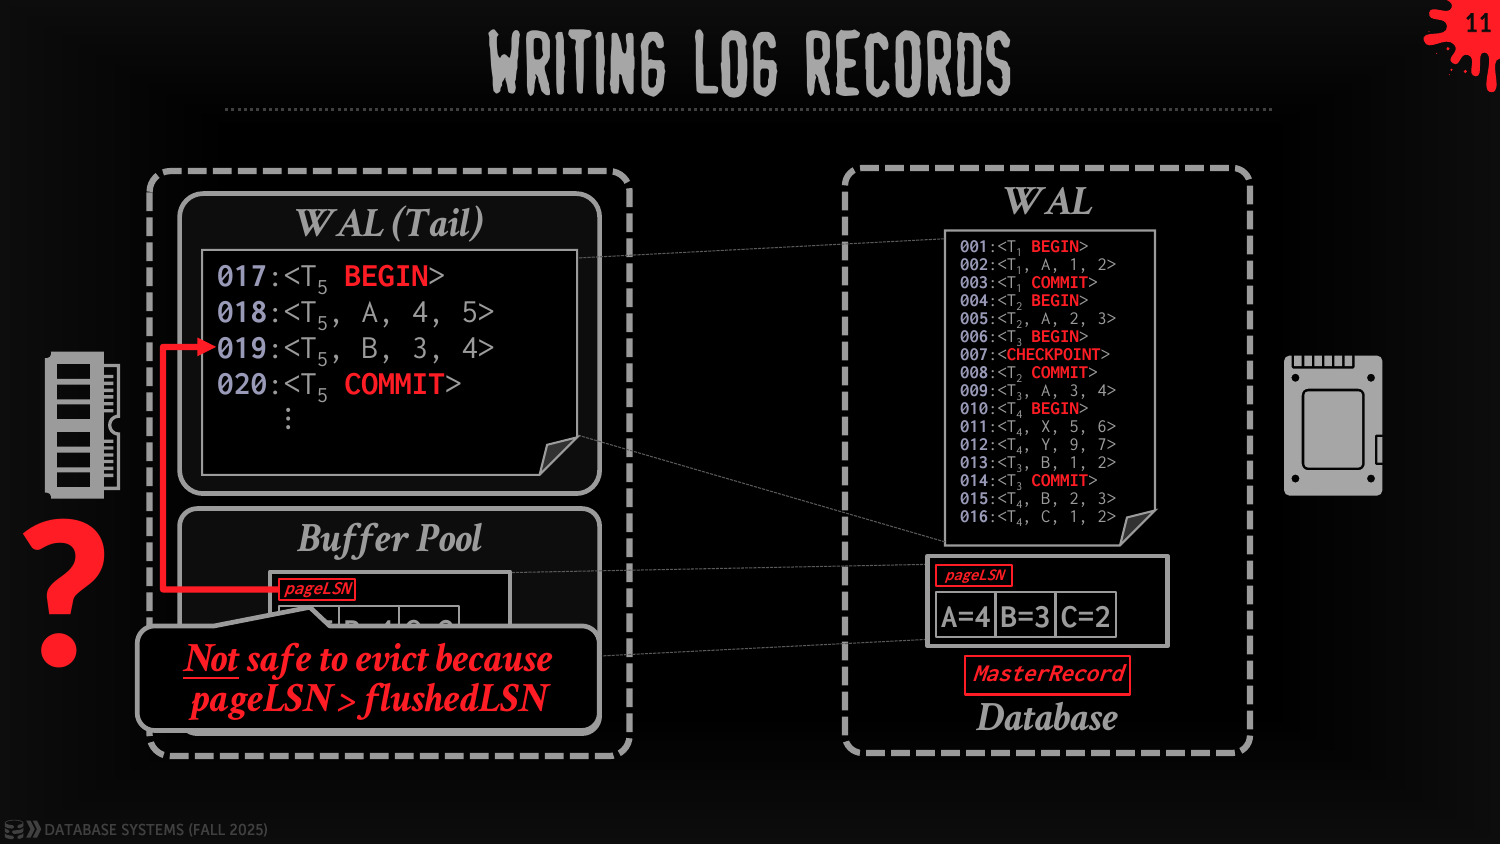 WRITING LOG RECORDS
11
WAL (Tail)
017:<T5 BEGIN>
018:<T5, A, 4, 5>
019:<T5, B, 3, 4>
020:<T5 COMMIT>
⋮
Buffer Pool
pageLSN
?
Not safe to evict because
pageLSN > flushedLSN
WAL
001:<T1 BEGIN>
002:<T1, A, 1, 2>
003:<T1 COMMIT>
004:<T2 BEGIN>
005:<T2, A, 2, 3>
006:<T3 BEGIN>
007:<CHECKPOINT>
008:<T2 COMMIT>
009:<T3, A, 3, 4>
010:<T4 BEGIN>
011:<T4, X, 5, 6>
012:<T4, Y, 9, 7>
013:<T3, B, 1, 2>
014:<T3 COMMIT>
015:<T4, B, 2, 3>
016:<T4, C, 1, 2>
pageLSN
A=4 B=3 C=2
MasterRecord
Database
DATABASE SYSTEMS (FALL 2025)